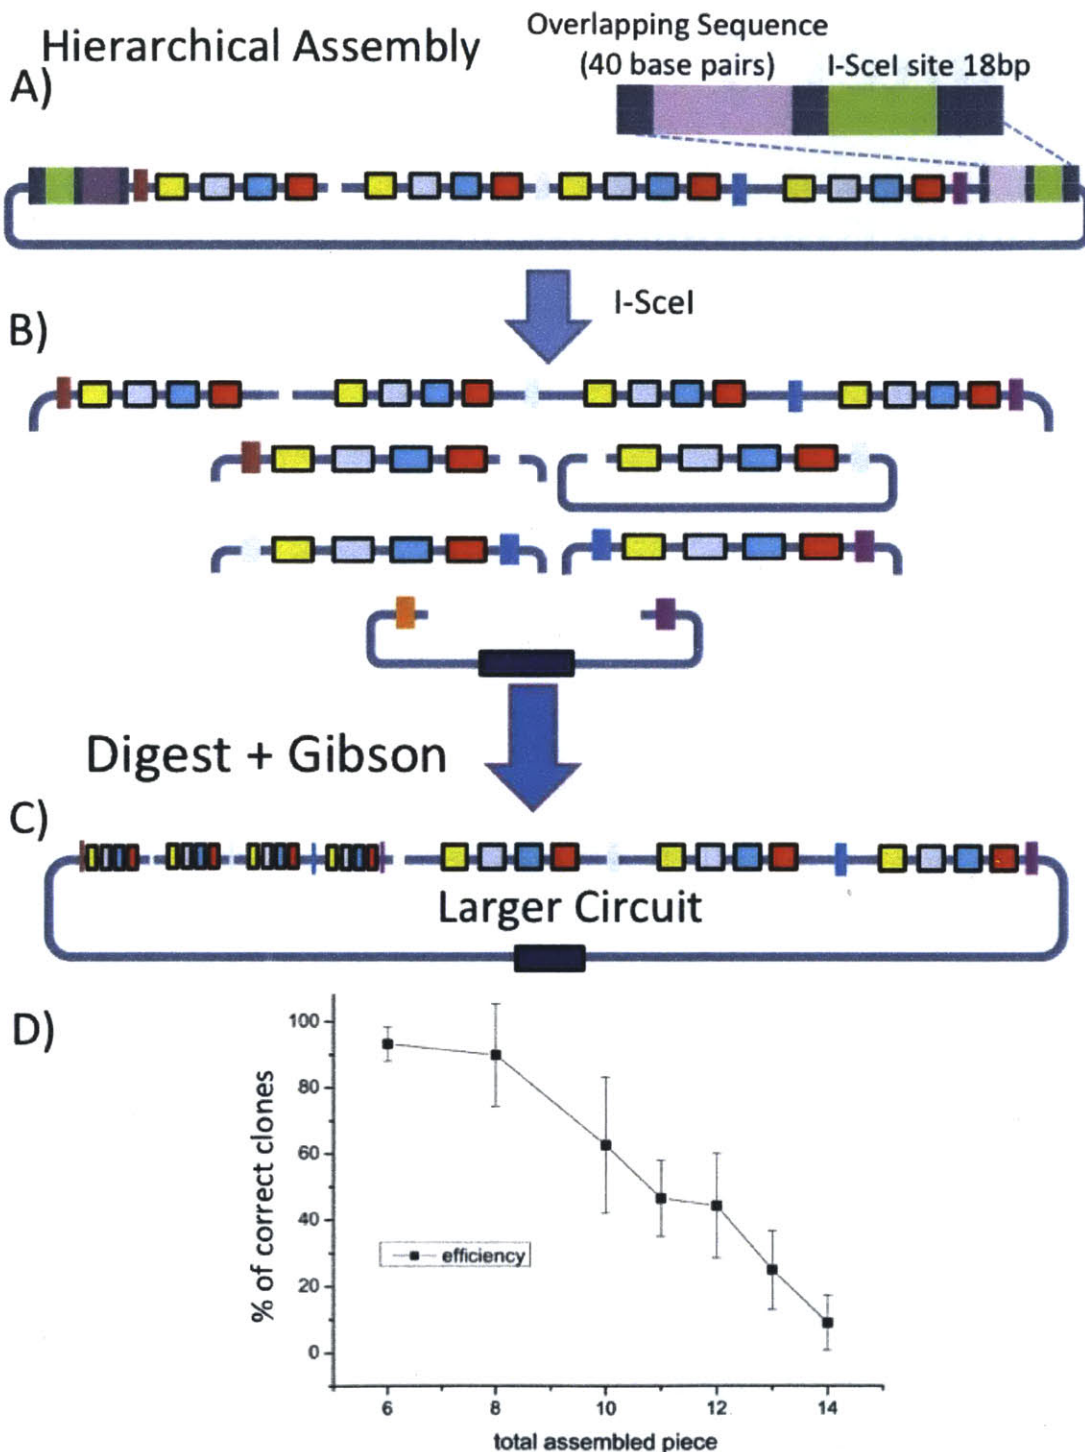 Hierarchical Assembly
Overlapping Sequence
(40 base pairs)
I-SceI site 18bp
A)
I-SceI
B)
Digest + Gibson
C)
Larger Circuit
D)
% of correct clones
100
80
60
40
20
0
efficiency
6
8
10
12
14
total assembled piece